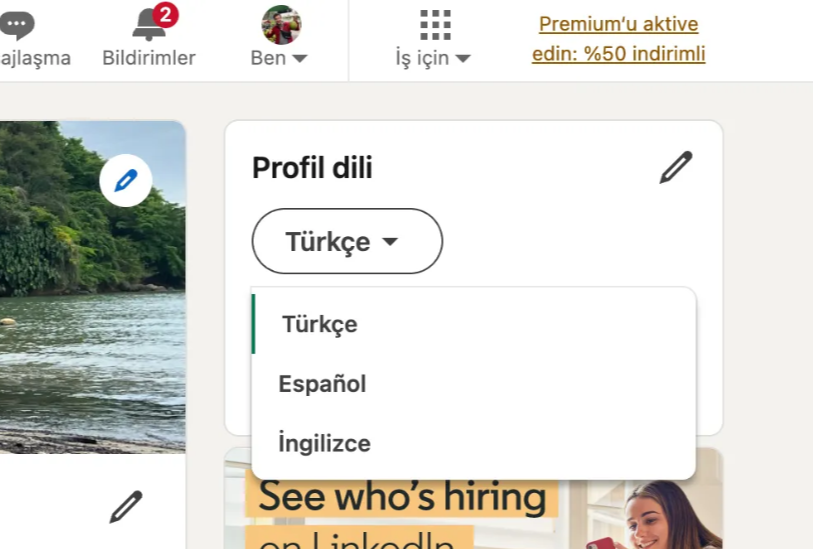 2
ajlaşma
Bildirimler
Ben
İş için
Premium'u aktive
edin: %50 indirimli
Profil dili
Türkçe
Türkçe
Español
İngilizce
See who's hiring
on LinkedIn